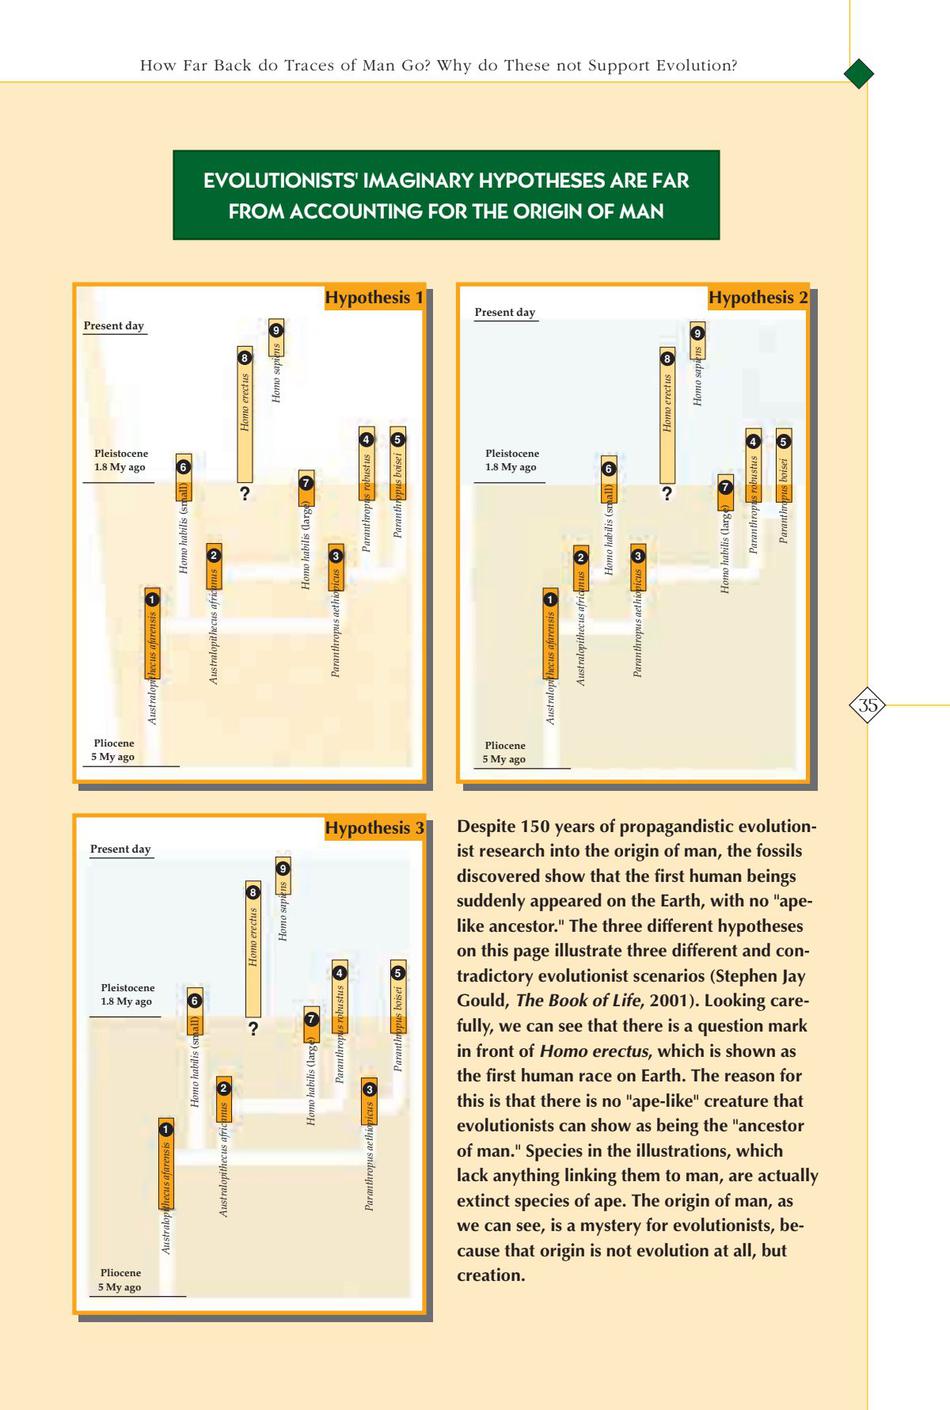 How Far Back do Traces of Man Go? Why do These not Support Evolution?
EVOLUTIONISTS' IMAGINARY HYPOTHESES ARE FAR
FROM ACCOUNTING FOR THE ORIGIN OF MAN
Hypothesis 1
Present day
9
Homo sapiens
8
Homo erectus
?
Pleistocene
1.8 My ago
6
Homo habilis (small)
7
Homo habilis (large)
4
Paranthropus robustus
5
Paranthropus boisei
2
Australopithecus africanus
3
Paranthropus aethiopicus
1
Australopithecus afarensis
Pliocene
5 My ago
Hypothesis 2
Present day
9
Homo sapiens
8
Homo erectus
?
Pleistocene
1.8 My ago
6
Homo habilis (small)
7
Homo habilis (large)
4
Paranthropus robustus
5
Paranthropus boisei
2
Australopithecus africanus
3
Paranthropus aethiopicus
1
Australopithecus afarensis
Pliocene
5 My ago
35
Hypothesis 3
Present day
9
Homo sapiens
8
Homo erectus
?
Pleistocene
1.8 My ago
6
Homo habilis (small)
7
Homo habilis (large)
4
Paranthropus robustus
5
Paranthropus boisei
2
Australopithecus africanus
3
Paranthropus aethiopicus
1
Australopithecus afarensis
Pliocene
5 My ago
Despite 150 years of propagandistic evolution-
ist research into the origin of man, the fossils
discovered show that the first human beings
suddenly appeared on the Earth, with no "ape-
like ancestor." The three different hypotheses
on this page illustrate three different and con-
tradictory evolutionist scenarios (Stephen Jay
Gould, The Book of Life, 2001). Looking care-
fully, we can see that there is a question mark
in front of Homo erectus, which is shown as
the first human race on Earth. The reason for
this is that there is no "ape-like" creature that
evolutionists can show as being the "ancestor
of man." Species in the illustrations, which
lack anything linking them to man, are actually
extinct species of ape. The origin of man, as
we can see, is a mystery for evolutionists, be-
cause that origin is not evolution at all, but
creation.